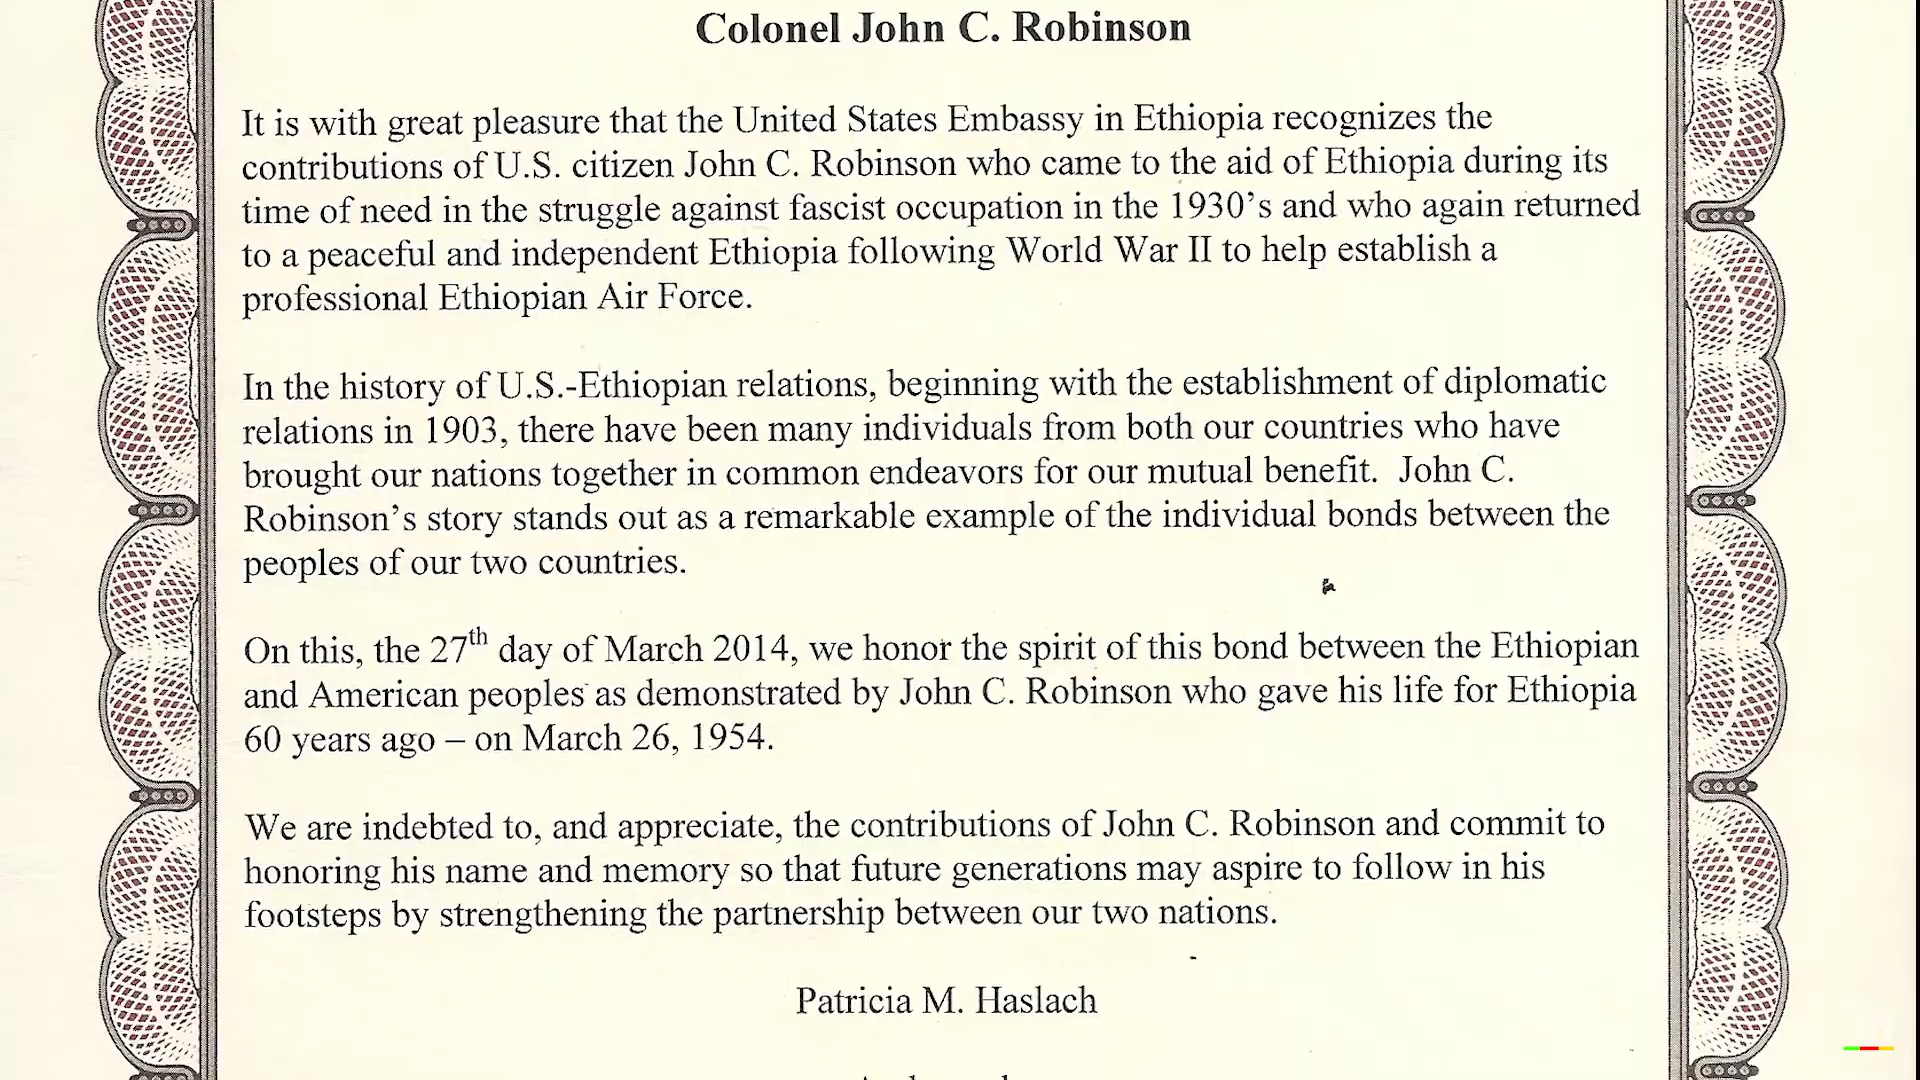 Colonel John C. Robinson
It is with great pleasure that the United States Embassy in Ethiopia recognizes the
contributions of U.S. citizen John C. Robinson who came to the aid of Ethiopia during its
time of need in the struggle against fascist occupation in the 1930's and who again returned
to a peaceful and independent Ethiopia following World War II to help establish a
professional Ethiopian Air Force.
In the history of U.S.-Ethiopian relations, beginning with the establishment of diplomatic
relations in 1903, there have been many individuals from both our countries who have
brought our nations together in common endeavors for our mutual benefit.  John C.
Robinson's story stands out as a remarkable example of the individual bonds between the
peoples of our two countries.
On this, the 27th day of March 2014, we honor the spirit of this bond between the Ethiopian
and American peoples as demonstrated by John C. Robinson who gave his life for Ethiopia
60 years ago – on March 26, 1954.
We are indebted to, and appreciate, the contributions of John C. Robinson and commit to
honoring his name and memory so that future generations may aspire to follow in his
footsteps by strengthening the partnership between our two nations.
Patricia M. Haslach